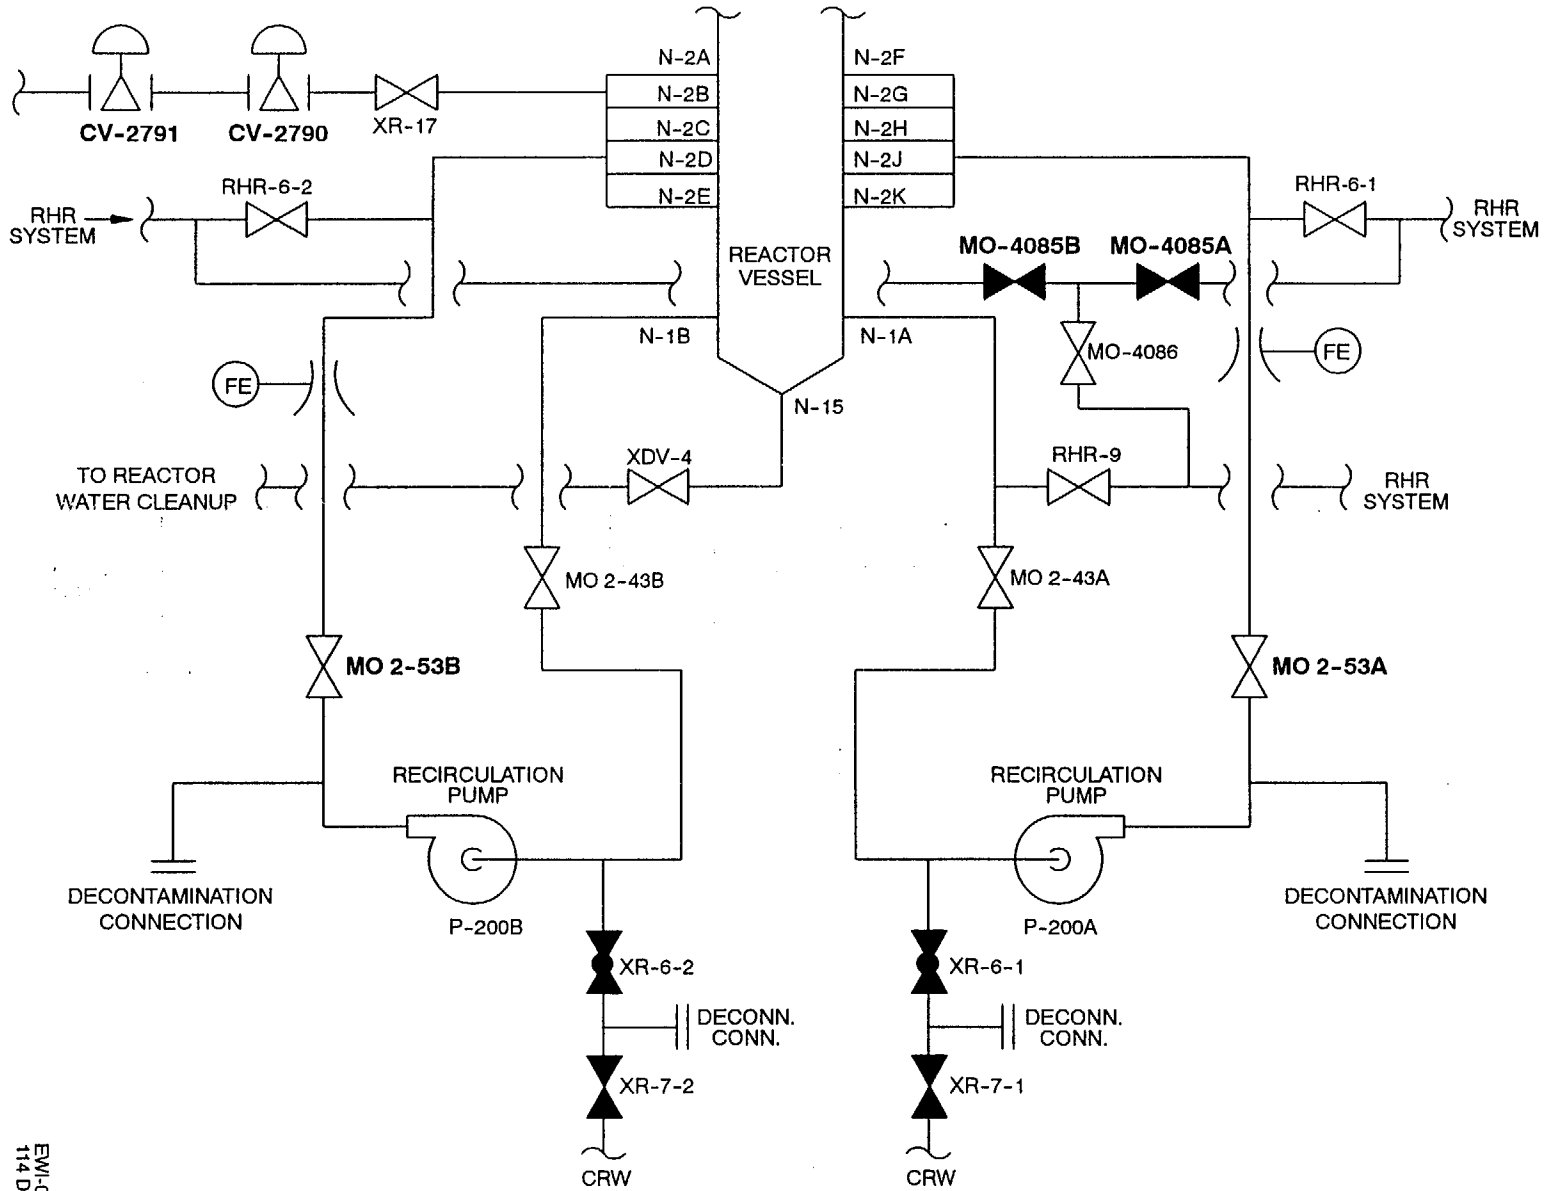 N-2A
N-2F
N-2B
N-2G
CV-2791
CV-2790
XR-17
N-2C
N-2H
N-2D
N-2J
RHR-6-2
RHR-6-1
N-2E
N-2K
RHR
SYSTEM
RHR
SYSTEM
MO-4085B
MO-4085A
REACTOR
VESSEL
N-1B
N-1A
MO-4086
FE
FE
N-15
XDV-4
RHR-9
TO REACTOR
WATER CLEANUP
RHR
SYSTEM
MO 2-43B
MO 2-43A
MO 2-53B
MO 2-53A
RECIRCULATION
PUMP
RECIRCULATION
PUMP
DECONTAMINATION
CONNECTION
DECONTAMINATION
CONNECTION
P-200B
P-200A
XR-6-2
XR-6-1
DECONN.
CONN.
DECONN.
CONN.
XR-7-2
XR-7-1
CRW
CRW
114 D